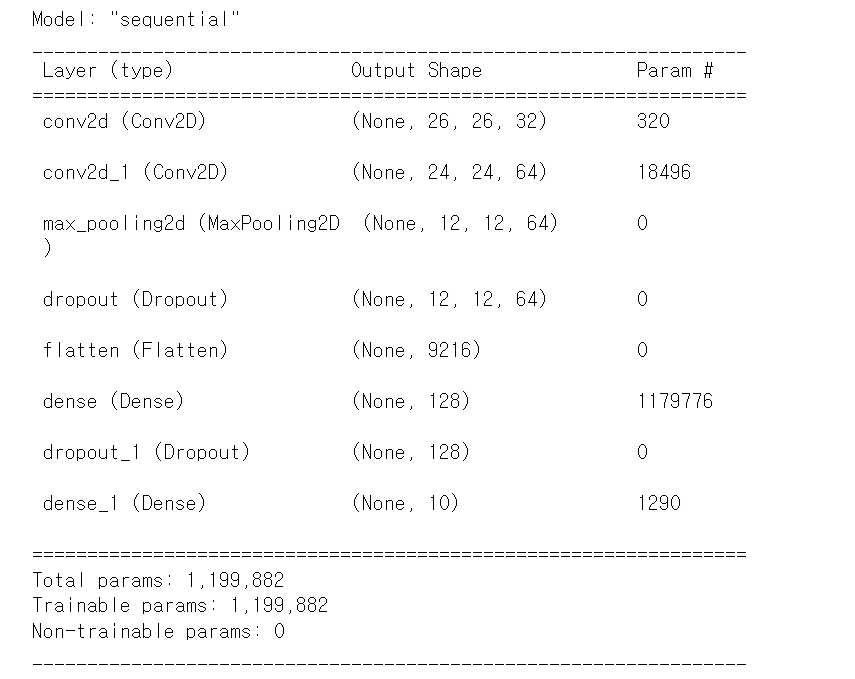 Model: "sequential"
_________________________________________________________________
Layer (type) Output Shape Param #
=================================================================
conv2d (Conv2D) (None, 26, 26, 32) 320
conv2d_1 (Conv2D) (None, 24, 24, 64) 18496
max_pooling2d (MaxPooling2D (None, 12, 12, 64) 0
)
dropout (Dropout) (None, 12, 12, 64) 0
flatten (Flatten) (None, 9216) 0
dense (Dense) (None, 128) 1179776
dropout_1 (Dropout) (None, 128) 0
dense_1 (Dense) (None, 10) 1290
=================================================================
Total params: 1,199,882
Trainable params: 1,199,882
Non-trainable params: 0
_________________________________________________________________